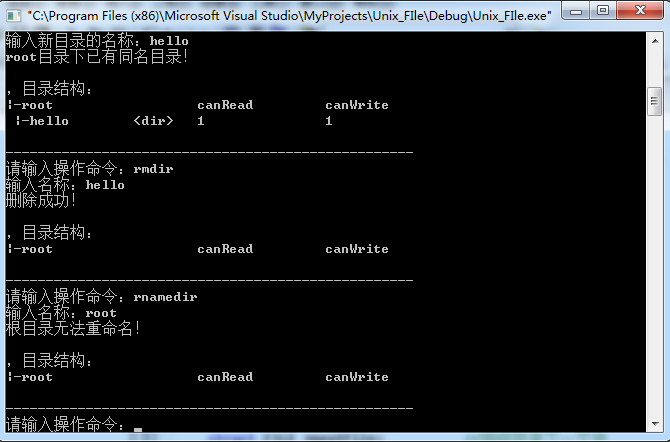 "C:\Program Files (x86)\Microsoft Visual Studio\MyProjects\Unix_FIle\Debug\Unix_FIle.exe"
输入新目录的名称：hello
root目录下已有同名目录！
，目录结构：
|-root canRead canWrite
|-hello <dir> 1 1
---------------------------------------------------
请输入操作命令：rmdir
输入名称：hello
删除成功！
，目录结构：
|-root canRead canWrite
---------------------------------------------------
请输入操作命令：rnamedir
输入名称：root
根目录无法重命名！
，目录结构：
|-root canRead canWrite
---------------------------------------------------
请输入操作命令：